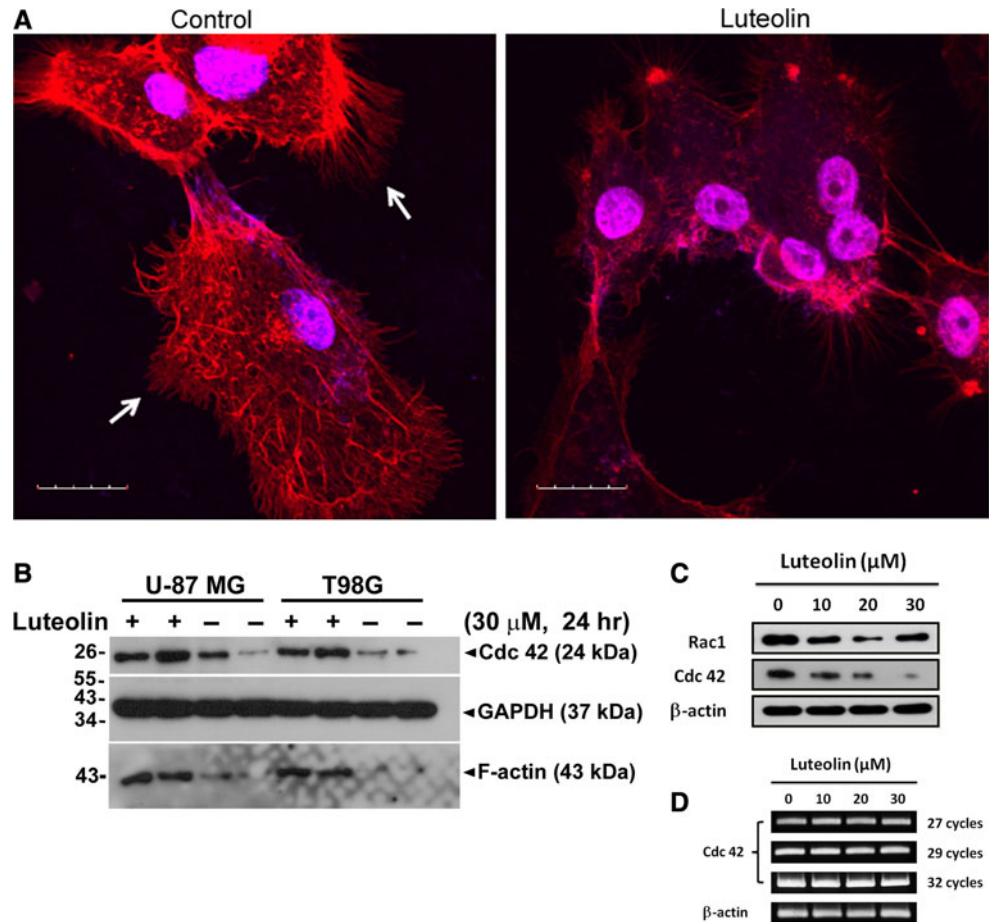 A
Control
Luteolin
B
U-87 MG
T98G
Luteolin + + – – + + – – (30 µM, 24 hr)
26-
◄Cdc 42 (24 kDa)
55-
43-
34-
◄GAPDH (37 kDa)
43-
◄F-actin (43 kDa)
C
Luteolin (µM)
0 10 20 30
Rac1
Cdc 42
β-actin
D
Luteolin (µM)
0 10 20 30
27 cycles
Cdc 42
29 cycles
32 cycles
β-actin